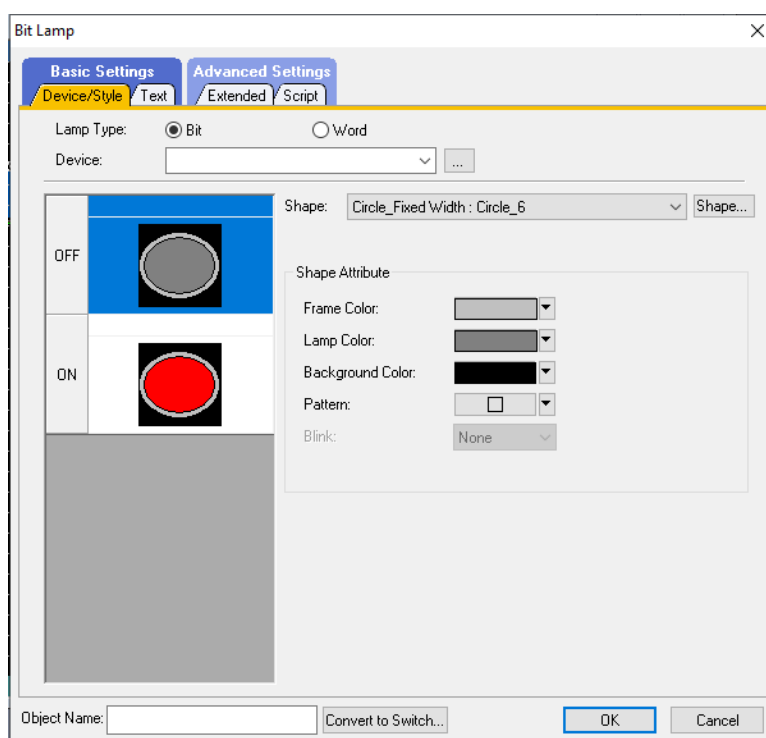 Bit Lamp
Basic Settings Advanced Settings
Device/Style Text Extended Script
Lamp Type: Bit Word
Device: ...
OFF
ON
Shape: Circle_Fixed Width : Circle_6 Shape...
Shape Attribute
Frame Color:
Lamp Color:
Background Color:
Pattern:
Blink: None
Object Name: Convert to Switch... OK Cancel